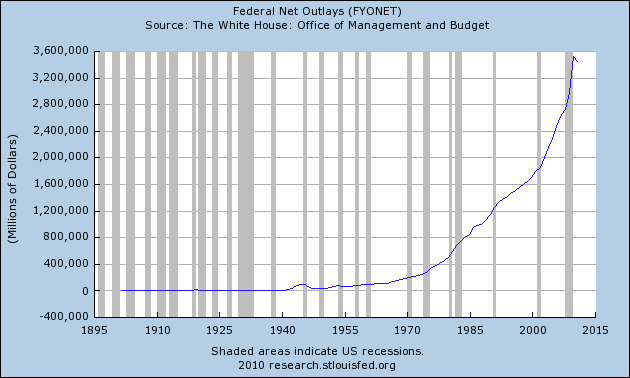 Federal Net Outlays (FYONET)
Source: The White House: Office of Management and Budget
3,600,000
3,200,000
2,800,000
2,400,000
2,000,000
1,600,000
1,200,000
800,000
400,000
0
-400,000
(Millions of Dollars)
1895 1910 1925 1940 1955 1970 1985 2000 2015
Shaded areas indicate US recessions.
2010 research.stlouisfed.org